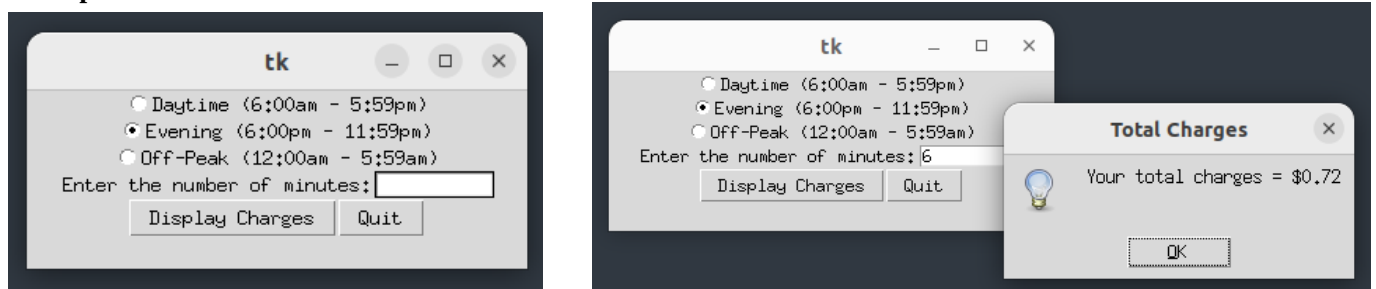 tk
Daytime (6:00am - 5:59pm)
Evening (6:00pm - 11:59pm)
Off-Peak (12:00am - 5:59am)
Enter the number of minutes:
Display Charges Quit
tk
Daytime (6:00am - 5:59pm)
Evening (6:00pm - 11:59pm)
Off-Peak (12:00am - 5:59am)
Enter the number of minutes: 6
Display Charges Quit
Total Charges
Your total charges = $0.72
OK